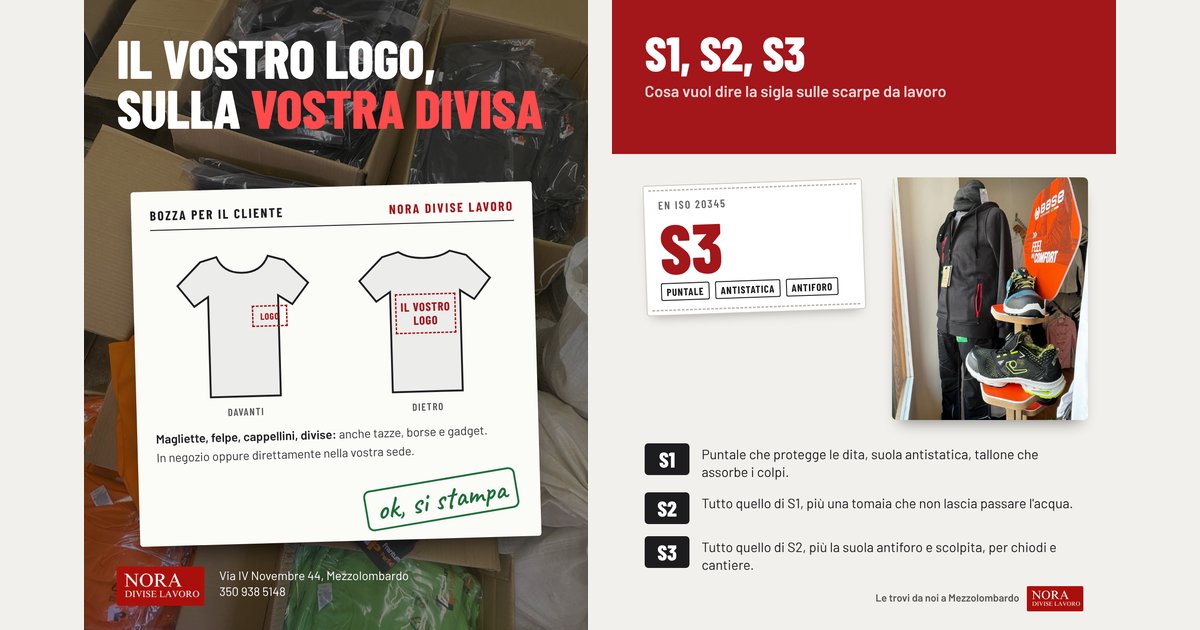 IL VOSTRO LOGO,
SULLA VOSTRA DIVISA
BOZZA PER IL CLIENTE
NORA DIVISE LAVORO
LOGO
IL VOSTRO
LOGO
DAVANTI
DIETRO
Magliette, felpe, cappellini, divise: anche tazze, borse e gadget.
In negozio oppure direttamente nella vostra sede.
ok, si stampa
NORA
DIVISE LAVORO
Via IV Novembre 44, Mezzolombardo
350 938 5148
S1, S2, S3
Cosa vuol dire la sigla sulle scarpe da lavoro
EN ISO 20345
S3
PUNTALE
ANTISTATICA
ANTIFORO
BASE
FEEL
COMFORT
S1
Puntale che protegge le dita, suola antistatica, tallone che
assorbe i colpi.
S2
Tutto quello di S1, più una tomaia che non lascia passare l'acqua.
S3
Tutto quello di S2, più la suola antiforo e scolpita, per chiodi e
cantiere.
Le trovi da noi a Mezzolombardo
NORA
DIVISE LAVORO